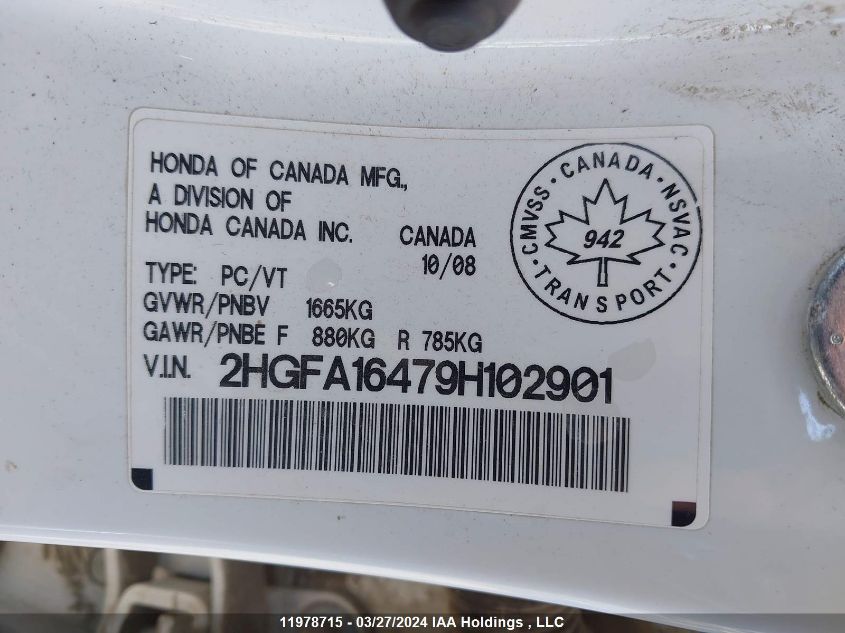 HONDA OF CANADA MFG.,
A DIVISION OF
HONDA CANADA INC.
CANADA
10/08
TYPE: PC/VT
GVWR/PNBV 1665KG
GAWR/PNBE F 880KG R 785KG
V.I.N. 2HGFA16479H102901
CMVSS · CANADA · NSVAC
942
· TRANSPORT ·
11978715 - 03/27/2024 IAA Holdings , LLC